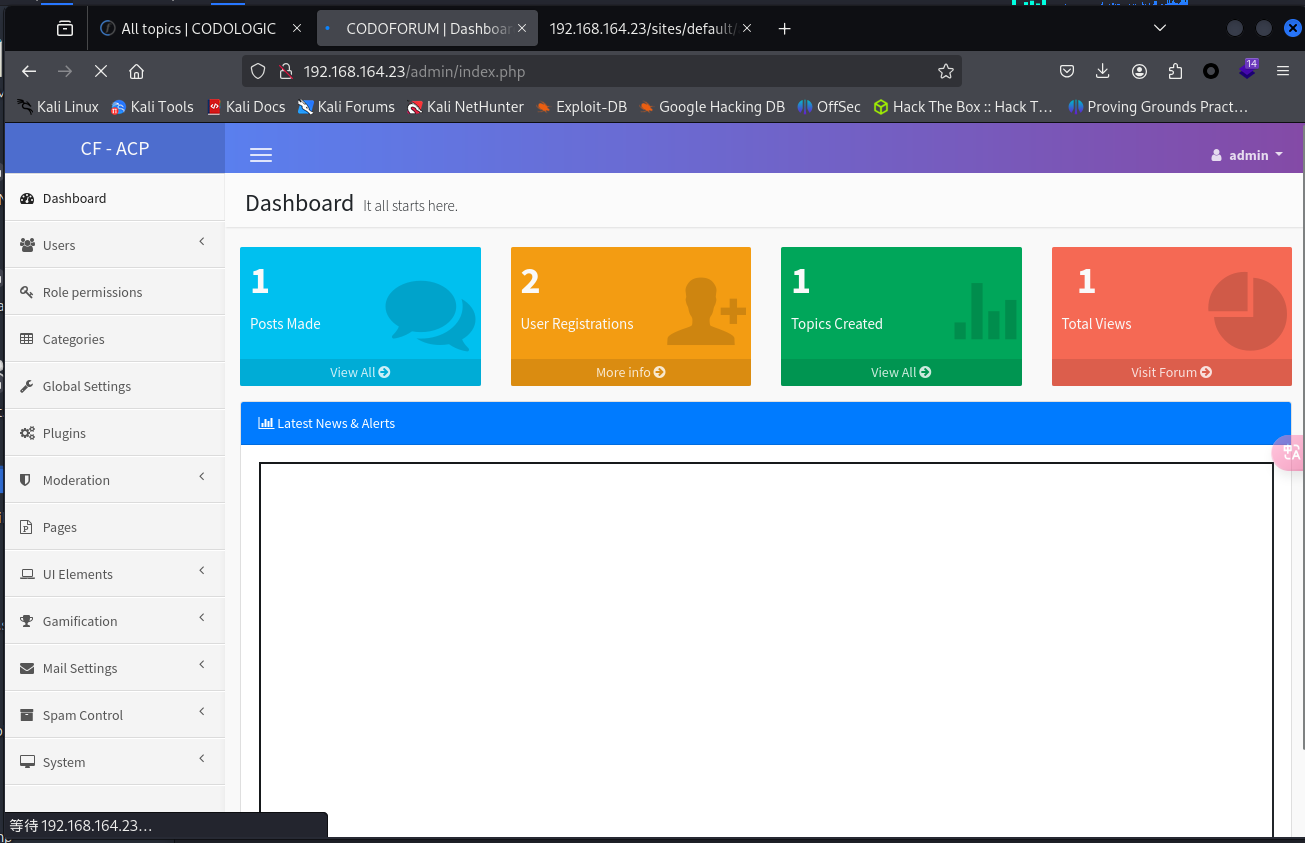 All topics | CODOLOGIC
CODOFORUM | Dashboar
192.168.164.23/sites/default/
192.168.164.23/admin/index.php
14
Kali Linux Kali Tools Kali Docs Kali Forums Kali NetHunter Exploit-DB Google Hacking DB OffSec Hack The Box :: Hack T… Proving Grounds Pract…
CF - ACP
admin
Dashboard
Users
Role permissions
Categories
Global Settings
Plugins
Moderation
Pages
UI Elements
Gamification
Mail Settings
Spam Control
System
Dashboard It all starts here.
1
Posts Made
View All
2
User Registrations
More info
1
Topics Created
View All
1
Total Views
Visit Forum
Latest News & Alerts
等待 192.168.164.23…